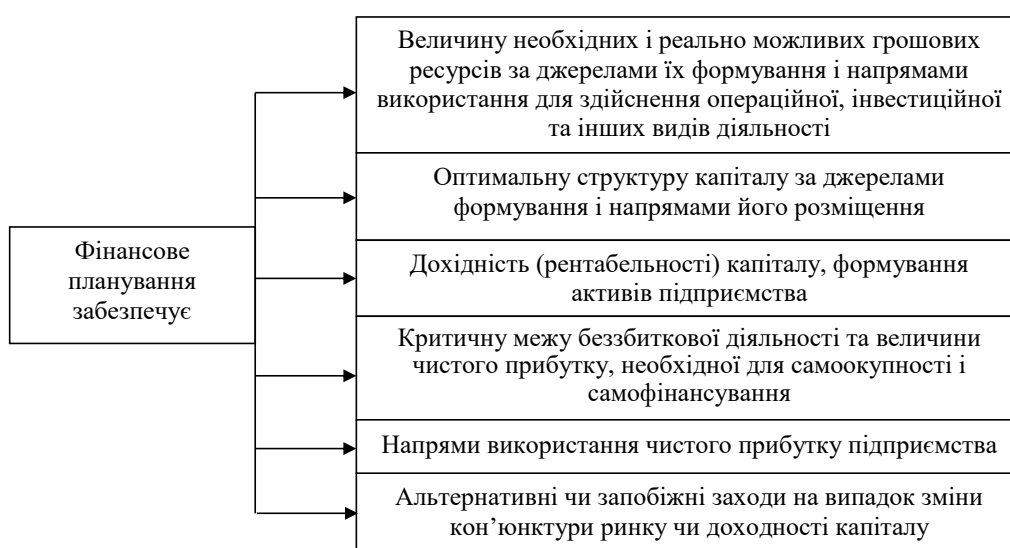 Величину необхідних і реально можливих грошових
ресурсів за джерелами їх формування і напрямами
використання для здійснення операційної, інвестиційної
та інших видів діяльності
Оптимальну структуру капіталу за джерелами
формування і напрямами його розміщення
Фінансове
планування
забезпечує
Дохідність (рентабельності) капіталу, формування
активів підприємства
Критичну межу беззбиткової діяльності та величини
чистого прибутку, необхідної для самоокупності і
самофінансування
Напрями використання чистого прибутку підприємства
Альтернативні чи запобіжні заходи на випадок зміни
кон’юнктури ринку чи доходності капіталу